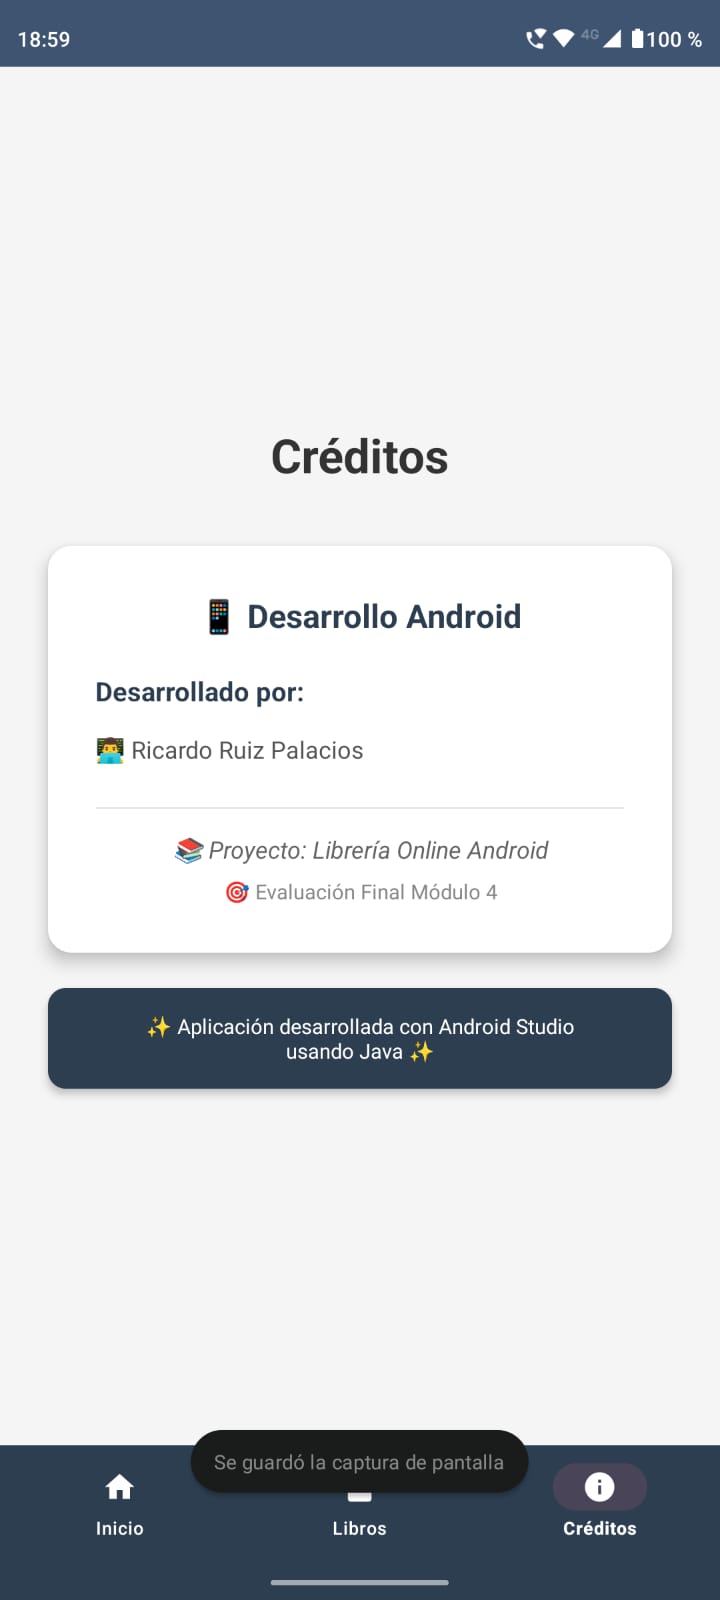 18:59
4G
100 %
Créditos
📱 Desarrollo Android
Desarrollado por:
👨‍💻 Ricardo Ruiz Palacios
📚 Proyecto: Librería Online Android
🎯 Evaluación Final Módulo 4
✨ Aplicación desarrollada con Android Studio
usando Java ✨
Se guardó la captura de pantalla
Inicio
Libros
Créditos